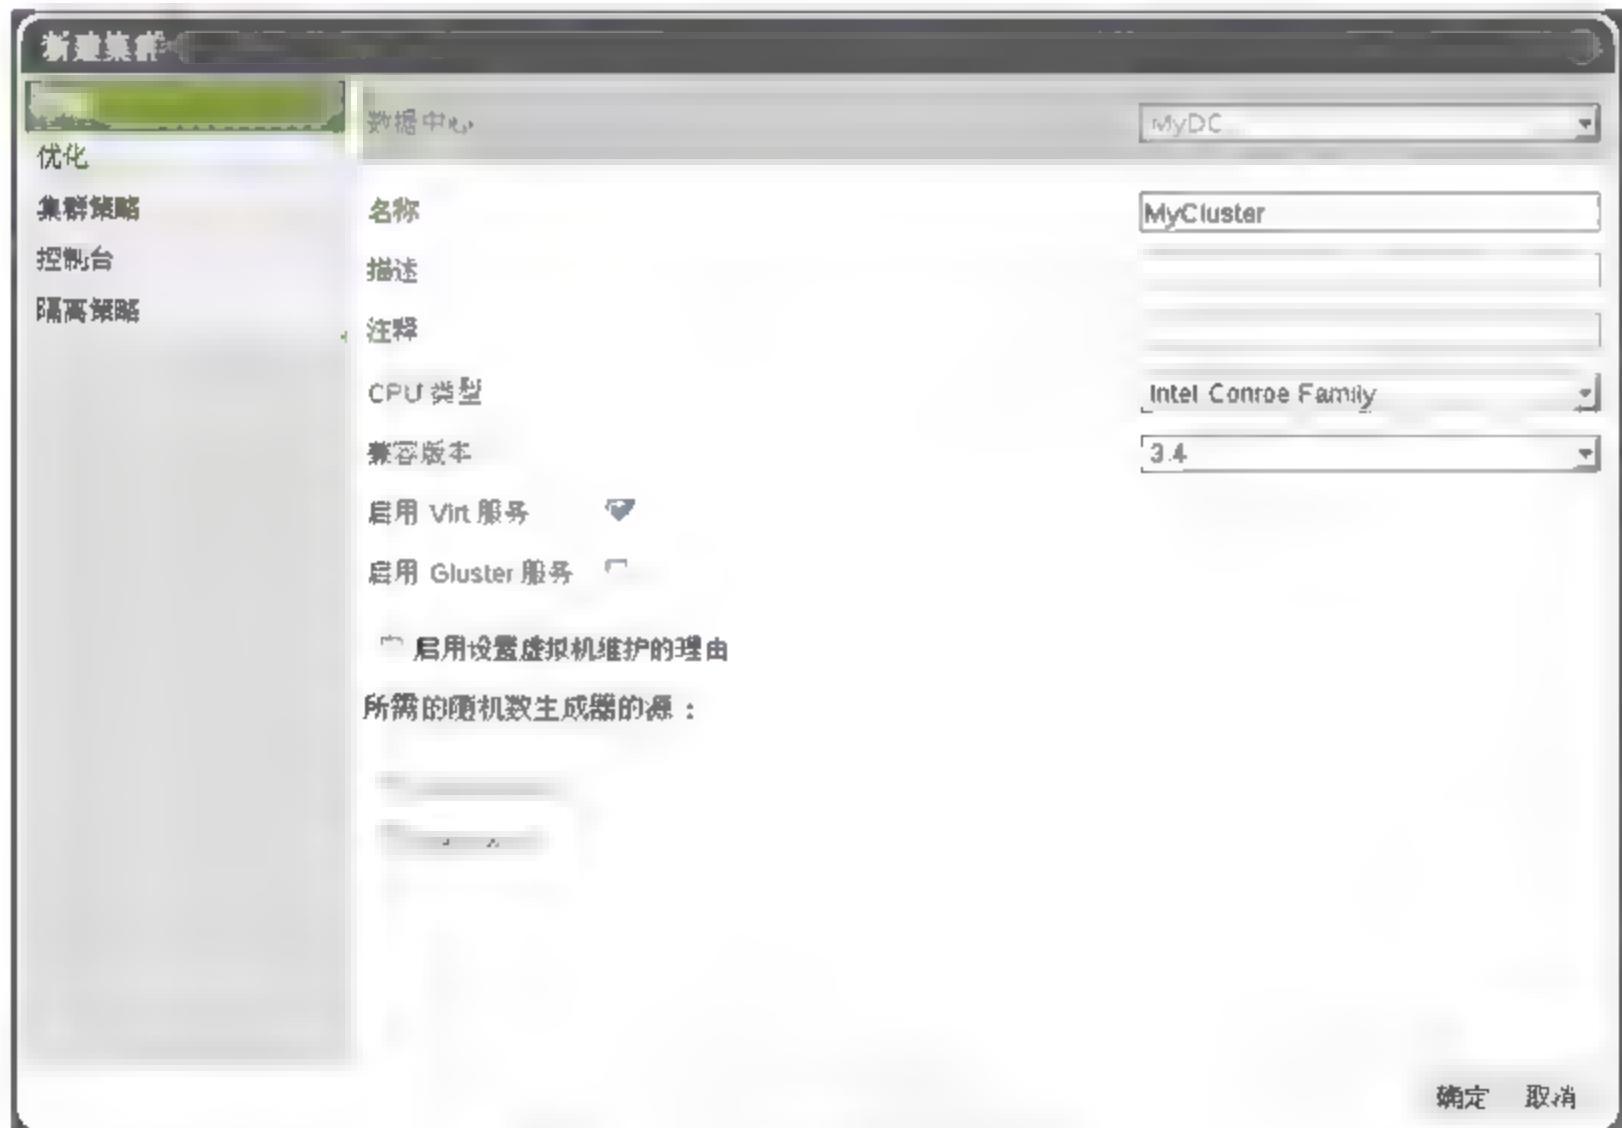 新建集群
数据中心 MyDC
优化
集群策略
控制台
隔离策略
名称 MyCluster
描述
注释
CPU 类型 Intel Conroe Family
兼容版本 3.4
启用 Virt 服务
启用 Gluster 服务
启用设置虚拟机维护的理由
所需的随机数生成器的源：
确定 取消